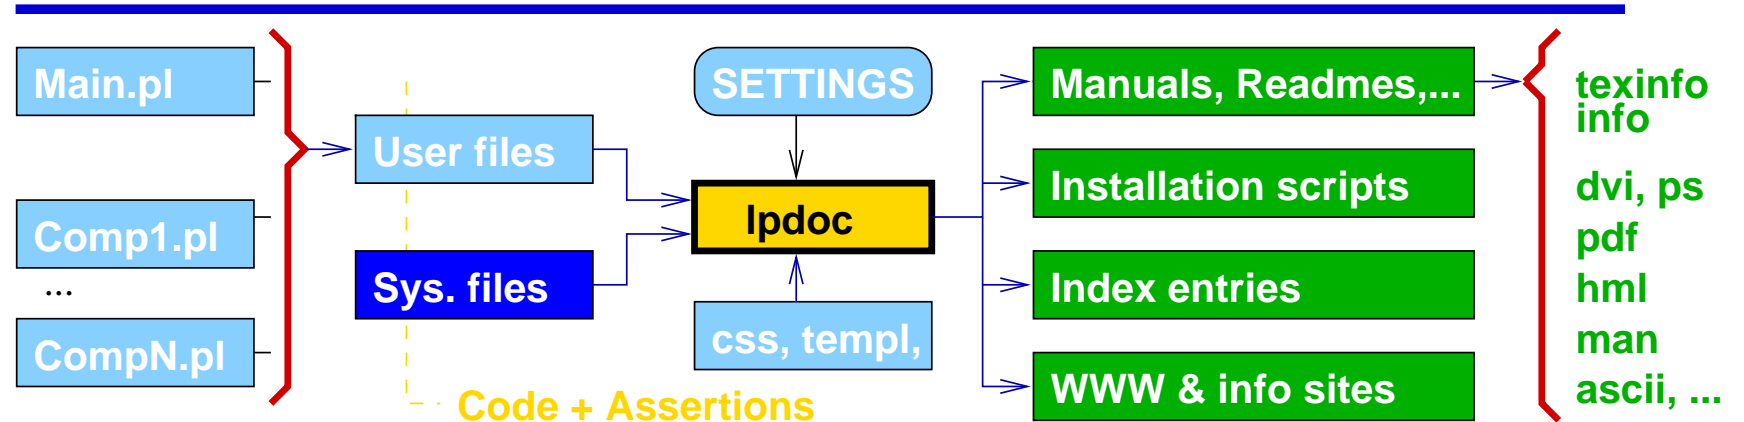 Main.pl
Comp1.pl
...
CompN.pl
User files
Sys. files
Code + Assertions
SETTINGS
lpdoc
css, templ,
Manuals, Readmes,...
Installation scripts
Index entries
WWW & info sites
texinfo
info
dvi, ps
pdf
hml
man
ascii, ...